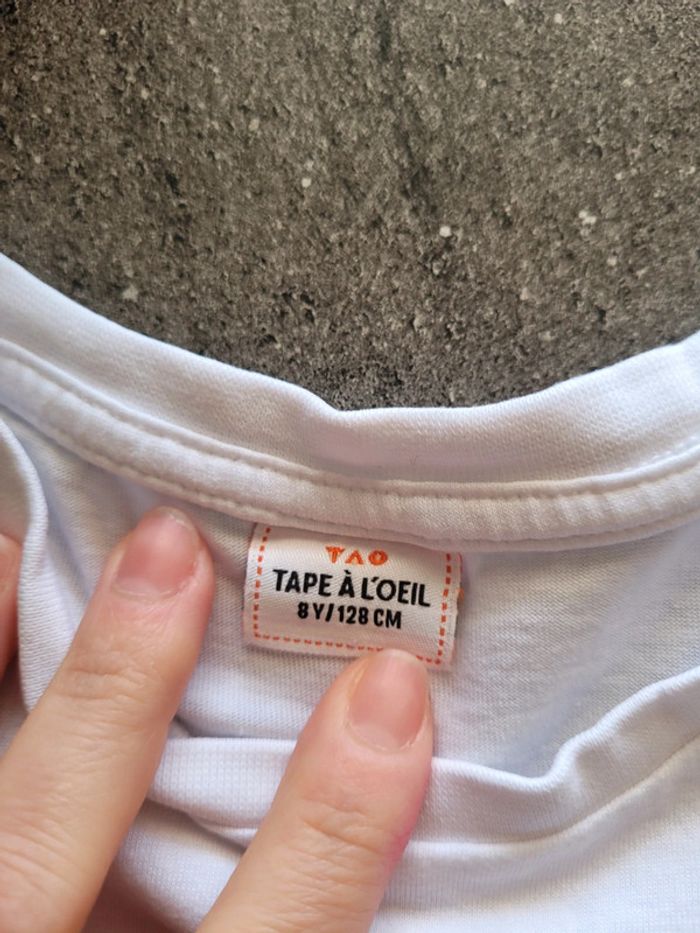 TAO
TAPE À L'OEIL
8Y/128 CM